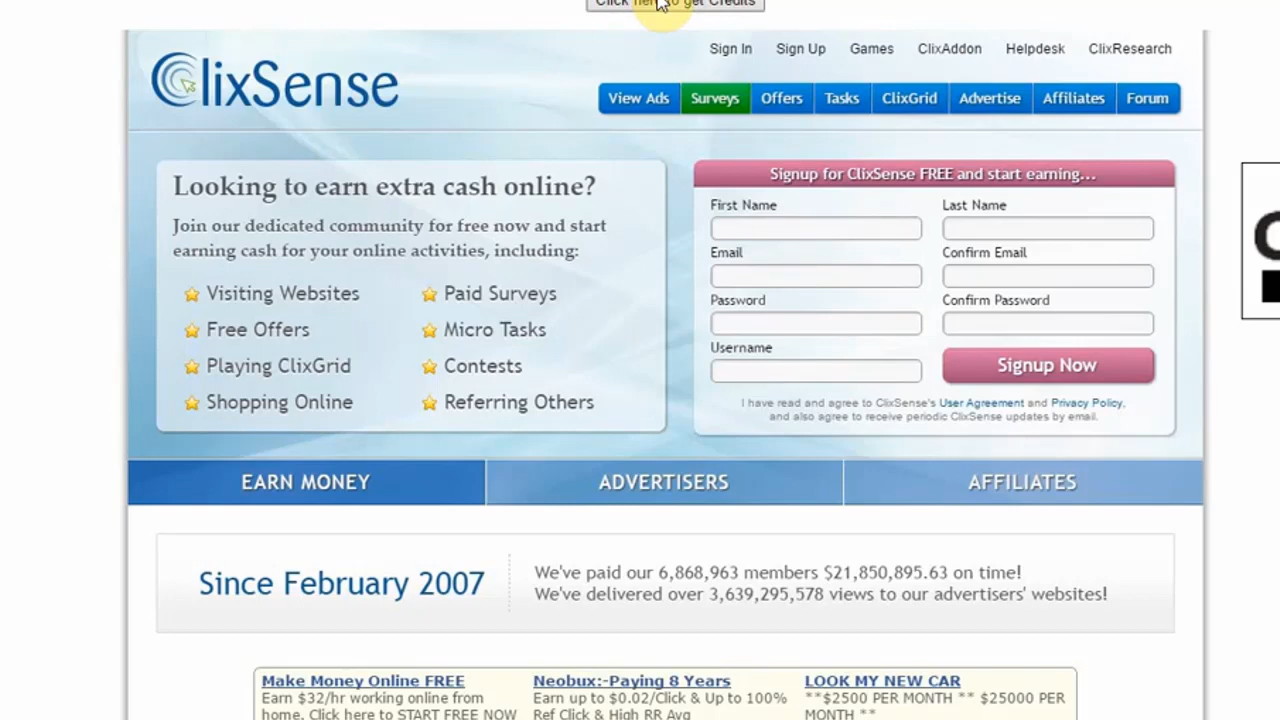 Click here to get Credits
ClixSense
Sign In Sign Up Games ClixAddon Helpdesk ClixResearch
View Ads Surveys Offers Tasks ClixGrid Advertise Affiliates Forum
Looking to earn extra cash online?
Join our dedicated community for free now and start
earning cash for your online activities, including:
Visiting Websites Paid Surveys
Free Offers Micro Tasks
Playing ClixGrid Contests
Shopping Online Referring Others
Signup for ClixSense FREE and start earning...
First Name Last Name
Email Confirm Email
Password Confirm Password
Username
Signup Now
I have read and agree to ClixSense's User Agreement and Privacy Policy,
and also agree to receive periodic ClixSense updates by email.
EARN MONEY ADVERTISERS AFFILIATES
Since February 2007
We've paid our 6,868,963 members $21,850,895.63 on time!
We've delivered over 3,639,295,578 views to our advertisers' websites!
Make Money Online FREE
Earn $32/hr working online from
home. Click here to START FREE NOW
Neobux:-Paying 8 Years
Earn up to $0.02/Click & Up to 100%
Ref Click & High RR Avg
LOOK MY NEW CAR
**$2500 PER MONTH ** $25000 PER
MONTH **